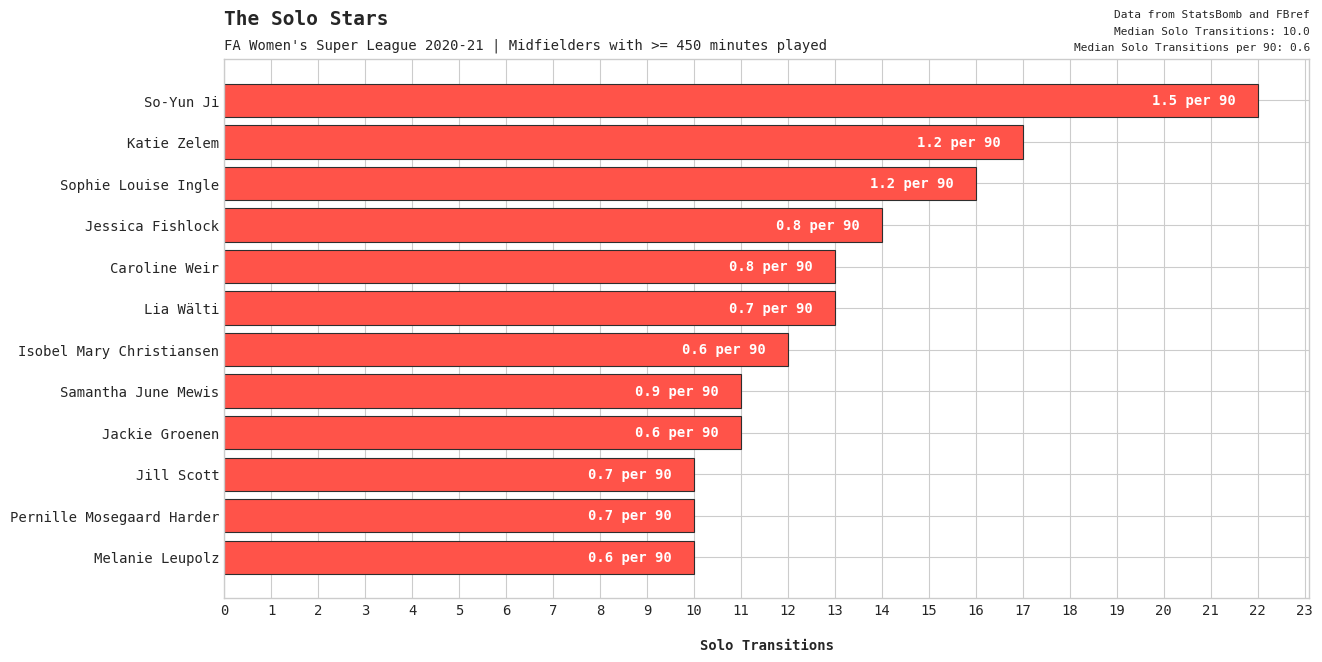 The Solo Stars
FA Women's Super League 2020-21 | Midfielders with >= 450 minutes played
Data from StatsBomb and FBref
Median Solo Transitions: 10.0
Median Solo Transitions per 90: 0.6
So-Yun Ji 1.5 per 90
Katie Zelem 1.2 per 90
Sophie Louise Ingle 1.2 per 90
Jessica Fishlock 0.8 per 90
Caroline Weir 0.8 per 90
Lia Wälti 0.7 per 90
Isobel Mary Christiansen 0.6 per 90
Samantha June Mewis 0.9 per 90
Jackie Groenen 0.6 per 90
Jill Scott 0.7 per 90
Pernille Mosegaard Harder 0.7 per 90
Melanie Leupolz 0.6 per 90
0 1 2 3 4 5 6 7 8 9 10 11 12 13 14 15 16 17 18 19 20 21 22 23
Solo Transitions